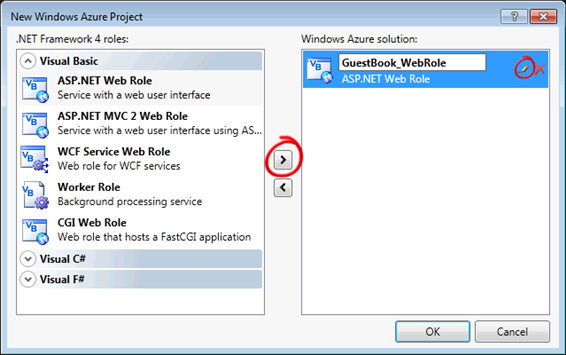 New Windows Azure Project
.NET Framework 4 roles:
Visual Basic
ASP.NET Web Role
Service with a web user interface
ASP.NET MVC 2 Web Role
Service with a web user interface using AS...
WCF Service Web Role
Web role for WCF services
Worker Role
Background processing service
CGI Web Role
Web role that hosts a FastCGI application
Visual C#
Visual F#
>
<
Windows Azure solution:
GuestBook_WebRole
ASP.NET Web Role
OK
Cancel